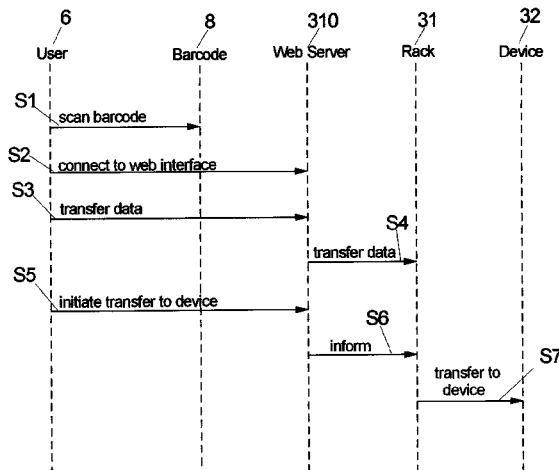 6 8 310 31 32
User Barcode Web Server Rack Device
S1
scan barcode
S2
connect to web interface
S3
transfer data
S4
transfer data
S5
initiate transfer to device
S6
inform
S7
transfer to
device